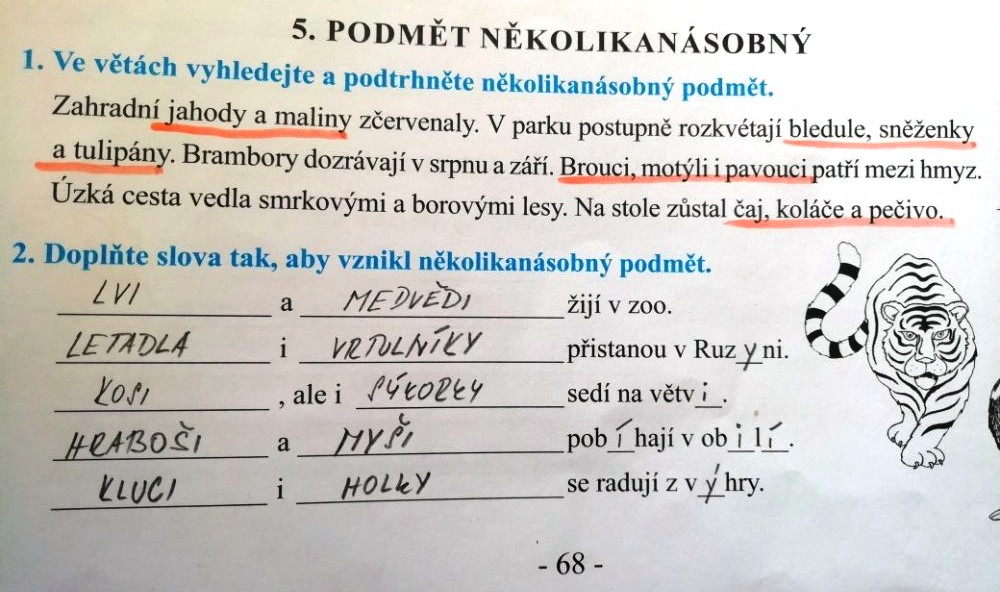 5. PODMĚT NĚKOLIKANÁSOBNÝ
1. Ve větách vyhledejte a podtrhněte několikanásobný podmět.
Zahradní jahody a maliny zčervenaly. V parku postupně rozkvétají bledule, sněženky
a tulipány. Brambory dozrávají v srpnu a září. Brouci, motýli i pavouci patří mezi hmyz.
Úzká cesta vedla smrkovými a borovými lesy. Na stole zůstal čaj, koláče a pečivo.
2. Doplňte slova tak, aby vznikl několikanásobný podmět.
LVI a MEDVĚDI žijí v zoo.
LETADLA i VRTULNÍKY přistanou v Ruzyni.
KOSI, ale i SÝKORKY sedí na větvi.
HRABOŠI a MYŠI pobíhají v obilí.
KLUCI i HOLKY se radují z výhry.
- 68 -